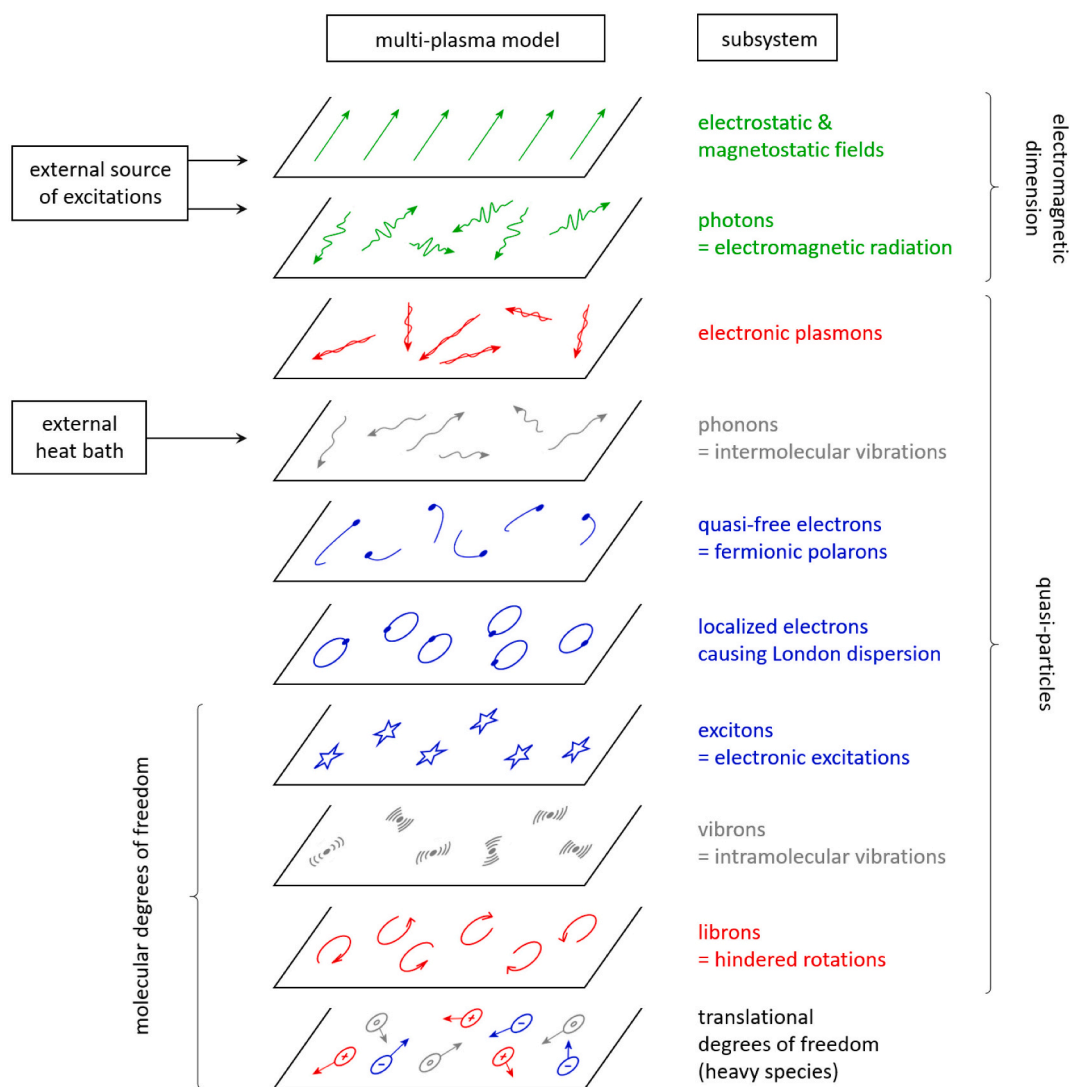 multi-plasma model
subsystem
external source
of excitations
electrostatic &
magnetostatic fields
photons
= electromagnetic radiation
electromagnetic
dimension
electronic plasmons
external
heat bath
phonons
= intermolecular vibrations
quasi-free electrons
= fermionic polarons
localized electrons
causing London dispersion
quasi-particles
excitons
= electronic excitations
vibrons
= intramolecular vibrations
molecular degrees of freedom
librons
= hindered rotations
translational
degrees of freedom
(heavy species)